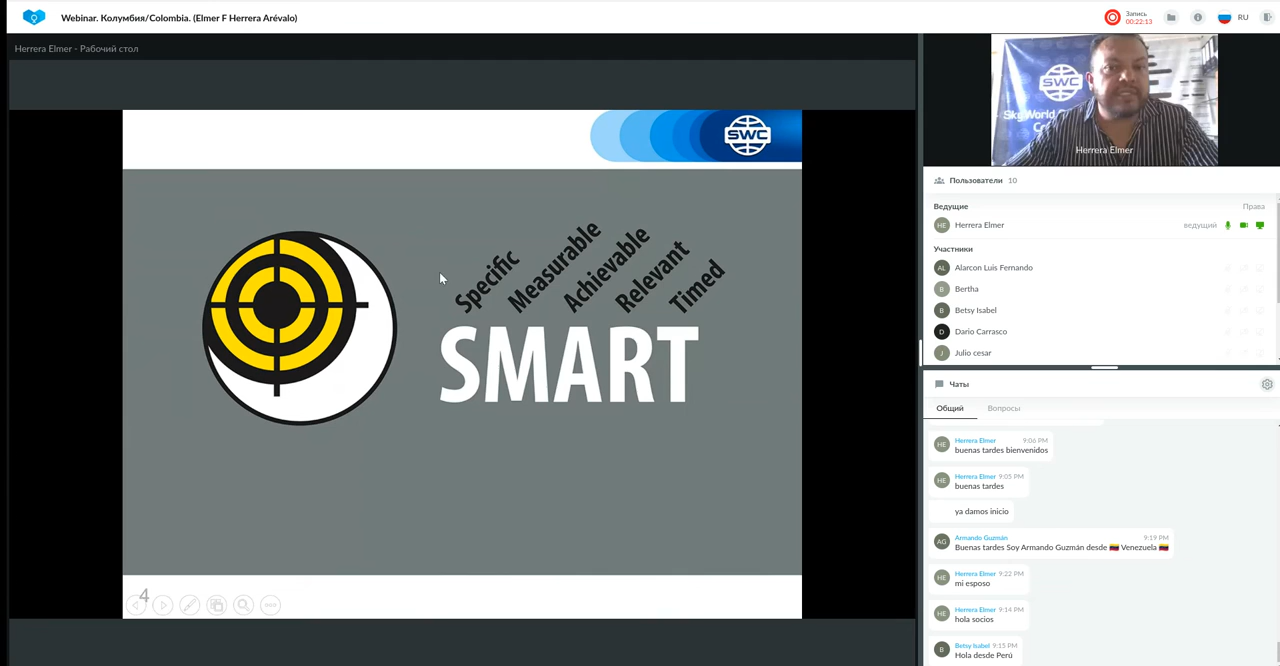 Webinar. Колумбия/Colombia. (Elmer F Herrera Arévalo)
Запись
00:22:13
RU
Herrera Elmer - Рабочий стол
SWC
Specific
Measurable
Achievable
Relevant
Timed
SMART
4
SWC
Herrera Elmer
Пользователи 10
Ведущие Права
HE Herrera Elmer ведущий
Участники
AL Alarcon Luis Fernando
B Bertha
B Betsy Isabel
D Dario Carrasco
J Julio cesar
Чаты
Общий Вопросы
HE Herrera Elmer 9:06 PM
buenas tardes bienvenidos
HE Herrera Elmer 9:05 PM
buenas tardes
ya damos inicio
AG Armando Guzmán 9:19 PM
Buenas tardes Soy Armando Guzmán desde 🇻🇪 Venezuela 🇻🇪
HE Herrera Elmer 9:22 PM
mi esposo
HE Herrera Elmer 9:14 PM
hola socios
B Betsy Isabel 9:15 PM
Hola desde Perú